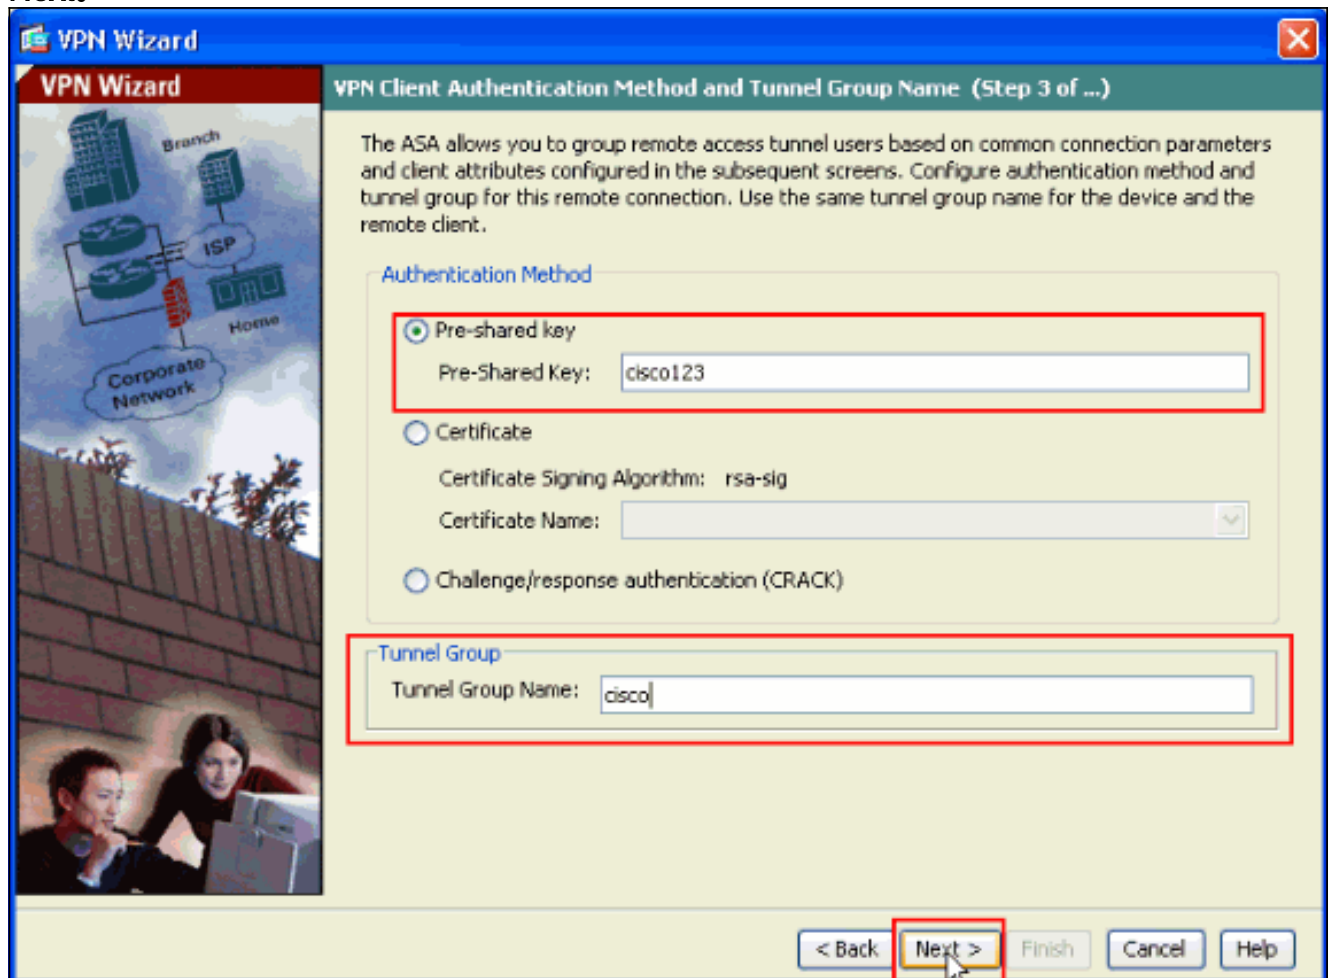 VPN Wizard
VPN Wizard
VPN Client Authentication Method and Tunnel Group Name (Step 3 of ...)
Branch
ISP
Home
Corporate
Network
The ASA allows you to group remote access tunnel users based on common connection parameters
and client attributes configured in the subsequent screens. Configure authentication method and
tunnel group for this remote connection. Use the same tunnel group name for the device and the
remote client.
Authentication Method
Pre-shared key
Pre-Shared Key: cisco123
Certificate
Certificate Signing Algorithm: rsa-sig
Certificate Name:
Challenge/response authentication (CRACK)
Tunnel Group
Tunnel Group Name: cisco
< Back Next > Finish Cancel Help